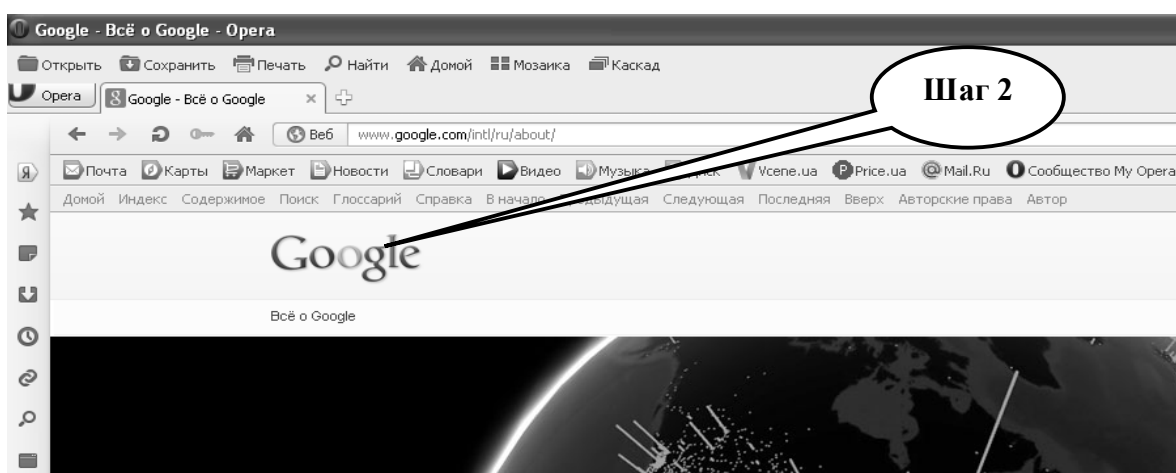 Google - Всё о Google - Opera
Открыть Сохранить Печать Найти Домой Мозаика Каскад
Шаг 2
Opera Google - Всё о Google
Веб www.google.com/intl/ru/about/
Почта Карты Маркет Новости Словари Видео Музыка Vcene.ua Price.ua Mail.Ru Сообщество My Opera
Домой Индекс Содержимое Поиск Глоссарий Справка В начало Предыдущая Следующая Последняя Вверх Авторские права Автор
Google
Всё о Google